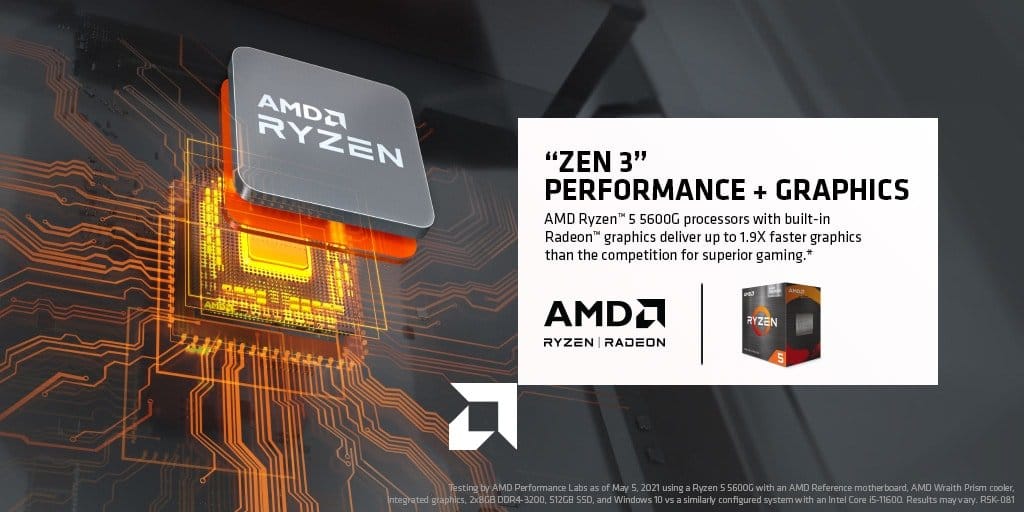 AMD
RYZEN
"ZEN 3"
PERFORMANCE + GRAPHICS
AMD Ryzen™ 5 5600G processors with built-in
Radeon™ graphics deliver up to 1.9X faster graphics
than the competition for superior gaming.*
AMD
RYZEN | RADEON
AMD
AMD
RYZEN
5
Testing by AMD Performance Labs as of May 5, 2021 using a Ryzen 5 5600G with an AMD Reference motherboard, AMD Wraith Prism cooler,
integrated graphics, 2x8GB DDR4-3200, 512GB SSD, and Windows 10 vs a similarly configured system with an Intel Core i5-11600. Results may vary. R5K-081